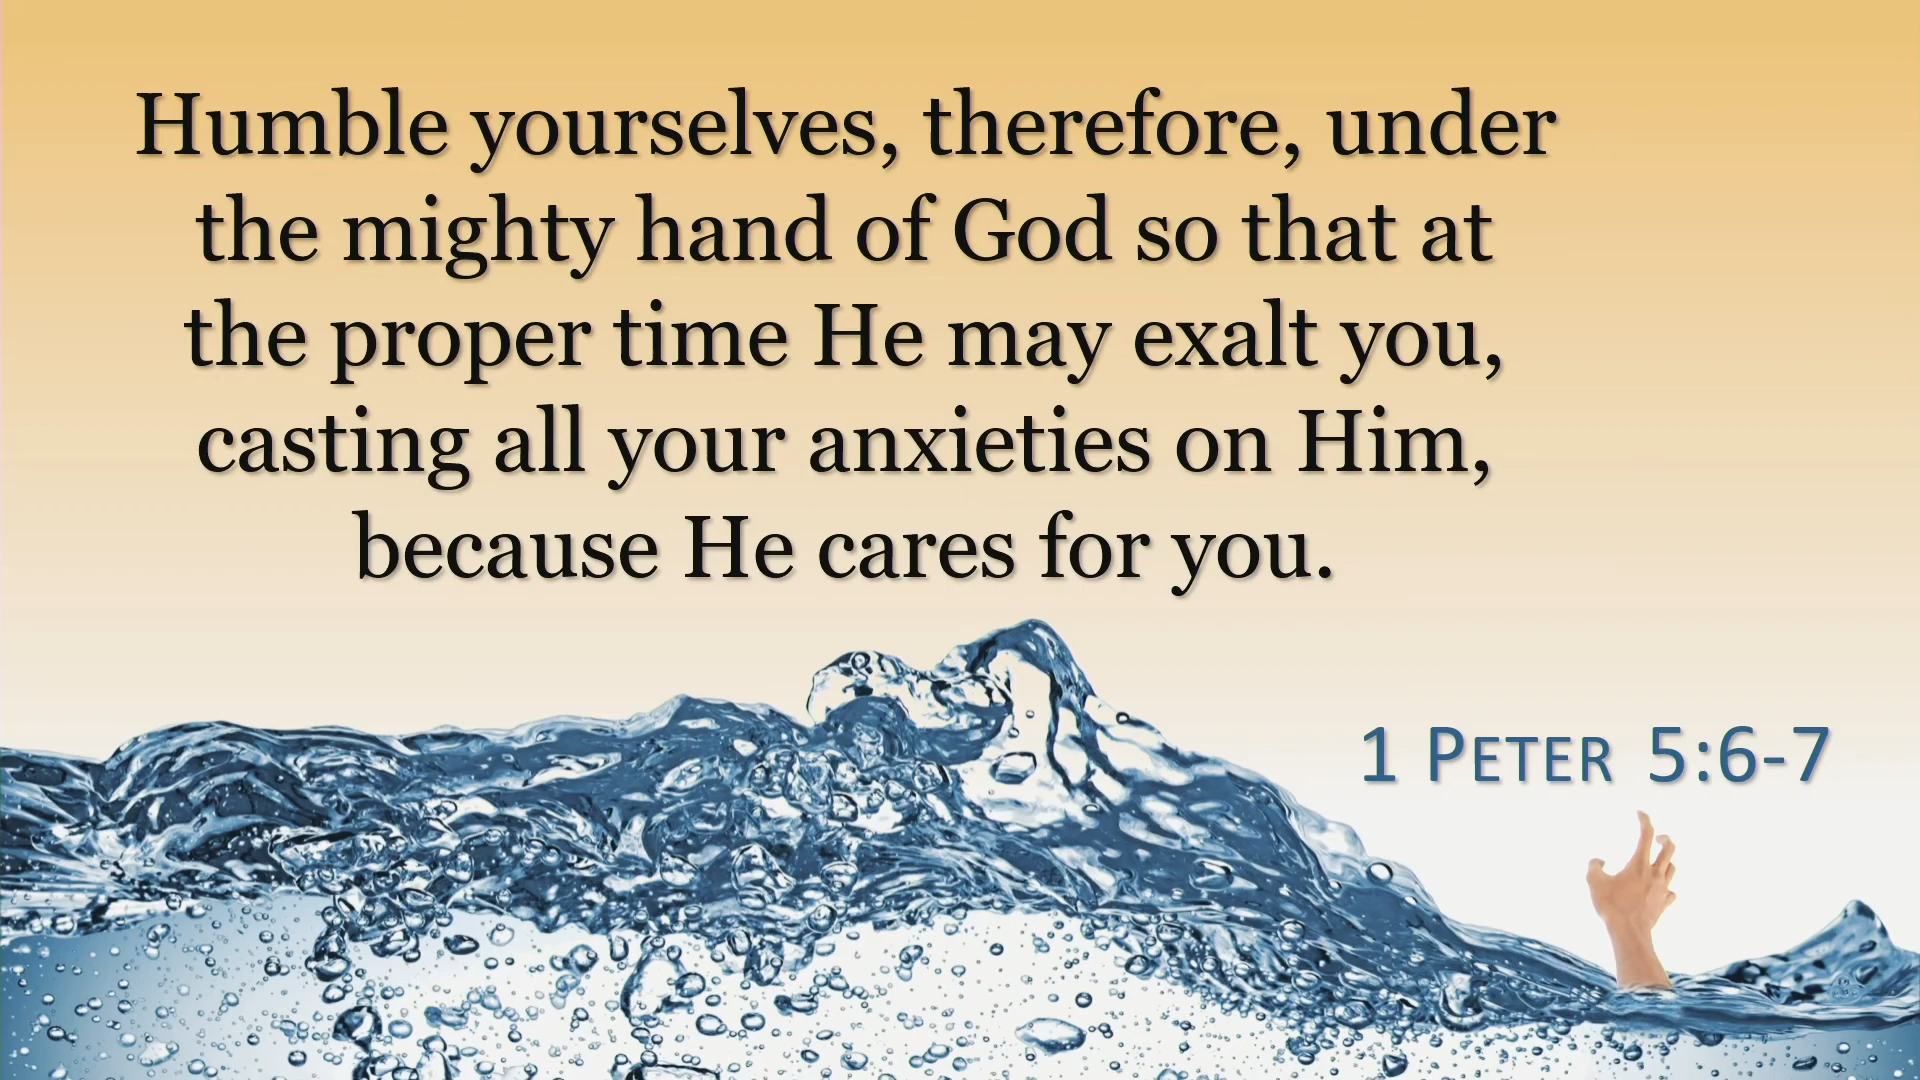 Humble yourselves, therefore, under
the mighty hand of God so that at
the proper time He may exalt you,
casting all your anxieties on Him,
because He cares for you.
1 Peter 5:6-7